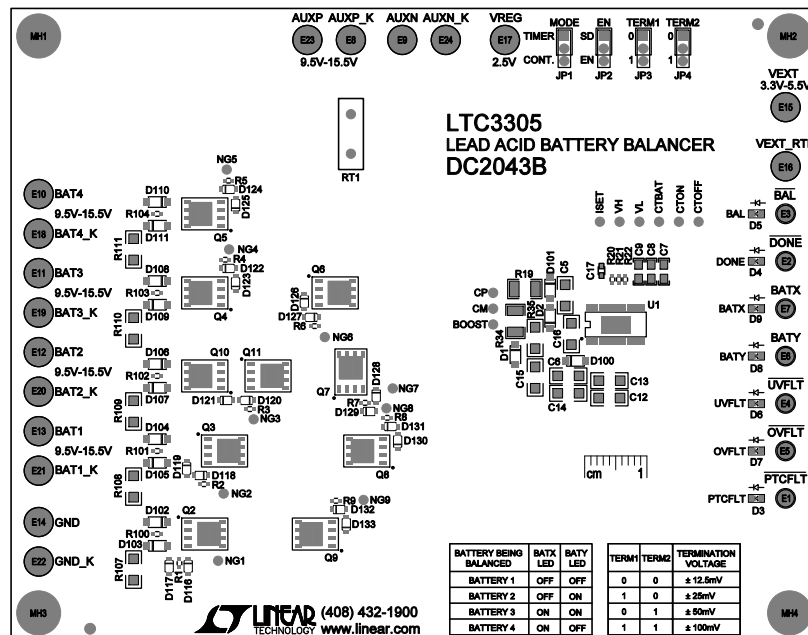 AUXP AUXP_K AUXN AUXN_K VREG
MODE EN TERM1 TERM2
MH1 E23 E8 E9 E24 E17 TIMER SD 0 0 MH2
9.5V-15.5V 2.5V CONT. EN 1 1
JP1 JP2 JP3 JP4
VEXT
3.3V-5.5V
E15
LTC3305
LEAD ACID BATTERY BALANCER
DC2043B
VEXT_RTN
E16
RT1
NG5
R5
D124
D125
E10 BAT4
D110
9.5V-15.5V
R104
E18 BAT4_K
D111
R111
Q5
NG4
R4
D122
D123
E11 BAT3
D108
9.5V-15.5V
R103
E19 BAT3_K
D109
R110
Q4
Q6
D126
D127
R6
NG6
E12 BAT2
D106
9.5V-15.5V
R102
E20 BAT2_K
D107
R109
Q10 Q11
D121 D120
R3
NG3
Q7
D128
NG7
R7
D129
NG8
R8
D131
D130
Q8
E13 BAT1
D104
9.5V-15.5V
R101
E21 BAT1_K
D105
R108
Q3
D119
D118
R2
NG2
E14 GND
D102
R100
D103
E22 GND_K
R107
Q2
D117
R1
D116
NG1
R9 NG9
D132
D133
Q9
ISET VH VL CTBAT CTON CTOFF
CP
CM
BOOST
R19
R34
R35
D101
D2
C5
C17
R20
R21
R22
C9
C8
C7
U1
C16
D1
C15
C6
D100
C14
C13
C12
cm 1
BAL
BAL E3
D5
DONE
DONE E2
D4
BATX
BATX E7
D9
BATY
BATY E6
D8
UVFLT
UVFLT E4
D6
OVFLT
OVFLT E5
D7
PTCFLT
PTCFLT E1
D3
MH3
LINEAR
TECHNOLOGY
(408) 432-1900
www.linear.com
BATTERY BEING BALANCED BATX LED BATY LED
BATTERY 1 OFF OFF
BATTERY 2 OFF ON
BATTERY 3 ON ON
BATTERY 4 ON OFF
TERM1 TERM2 TERMINATION VOLTAGE
0 0 ± 12.5mV
1 0 ± 25mV
0 1 ± 50mV
1 1 ± 100mV
MH4